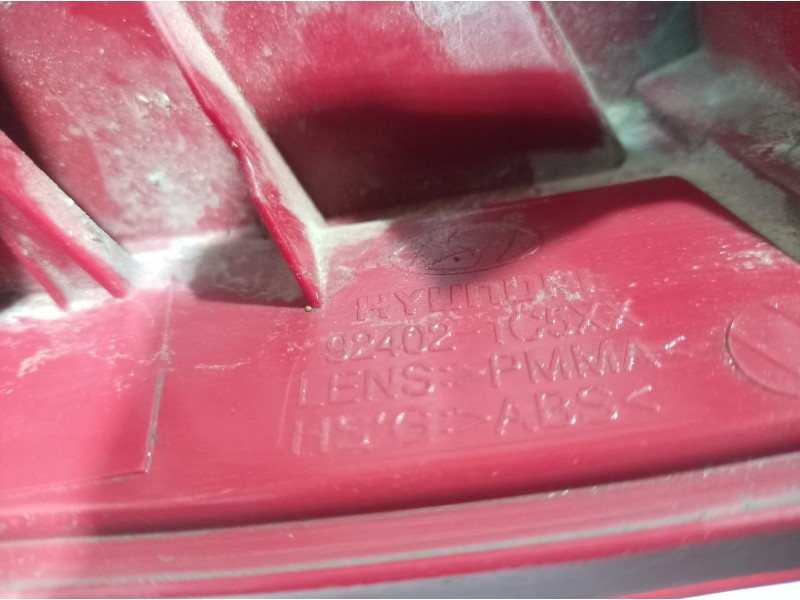 HYUNDAI
92402-1C5XX
LENS>PMMA<
HS'G>ABS<